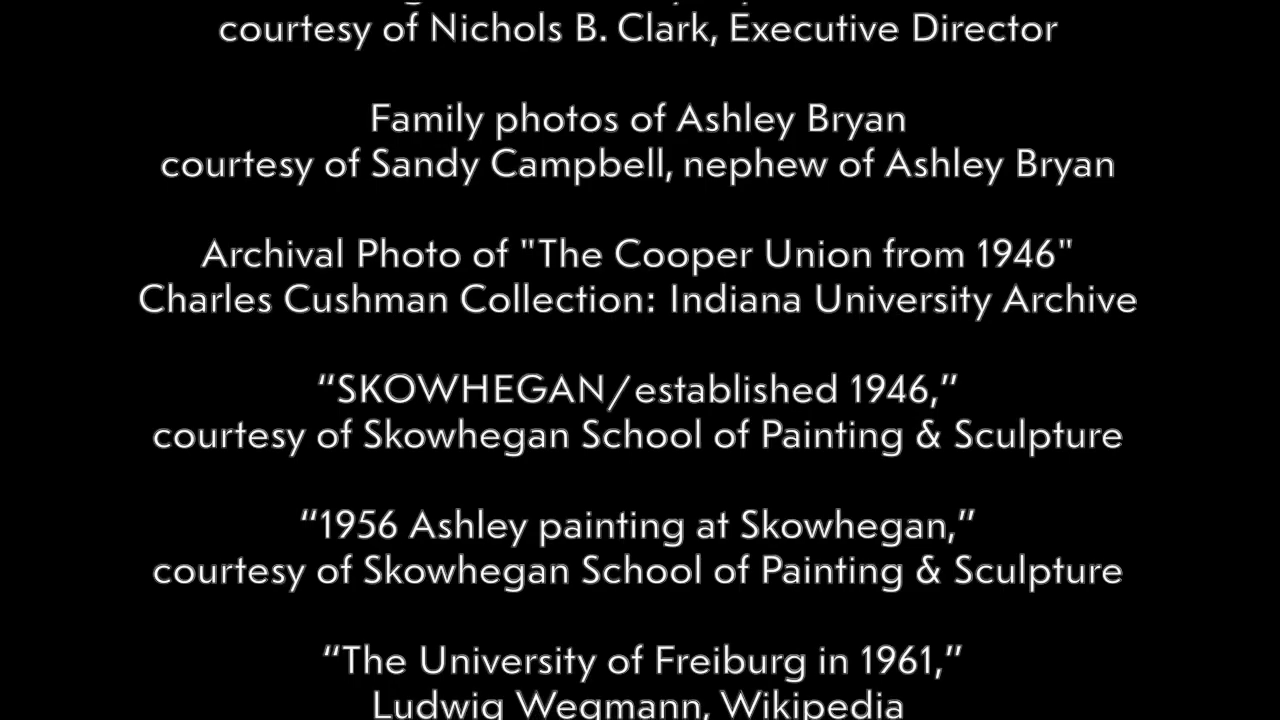 courtesy of Nichols B. Clark, Executive Director
Family photos of Ashley Bryan
courtesy of Sandy Campbell, nephew of Ashley Bryan
Archival Photo of "The Cooper Union from 1946"
Charles Cushman Collection: Indiana University Archive
“SKOWHEGAN/established 1946,”
courtesy of Skowhegan School of Painting & Sculpture
“1956 Ashley painting at Skowhegan,”
courtesy of Skowhegan School of Painting & Sculpture
“The University of Freiburg in 1961,”
Ludwig Wegmann, Wikipedia